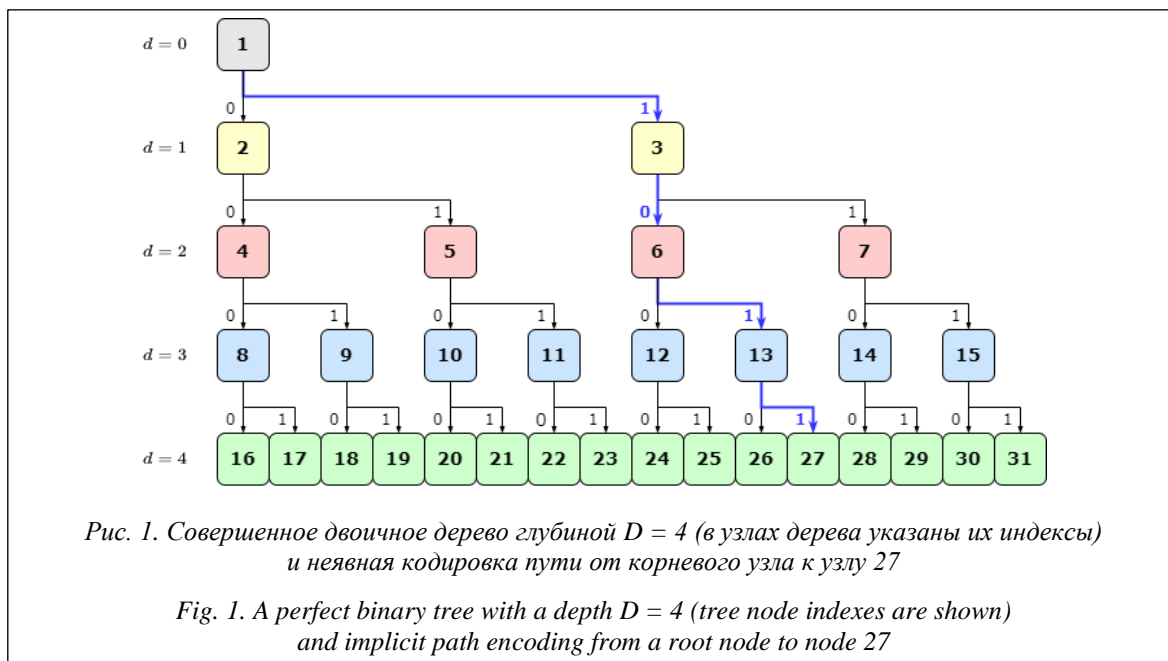 d = 0 1
0 1
d = 1 2 3
0 1 0 1
d = 2 4 5 6 7
0 1 0 1 0 1 0 1
d = 3 8 9 10 11 12 13 14 15
0 1 0 1 0 1 0 1 0 1 0 1 0 1 0 1
d = 4 16 17 18 19 20 21 22 23 24 25 26 27 28 29 30 31
Рис. 1. Совершенное двоичное дерево глубиной D = 4 (в узлах дерева указаны их индексы)
и неявная кодировка пути от корневого узла к узлу 27
Fig. 1. A perfect binary tree with a depth D = 4 (tree node indexes are shown)
and implicit path encoding from a root node to node 27